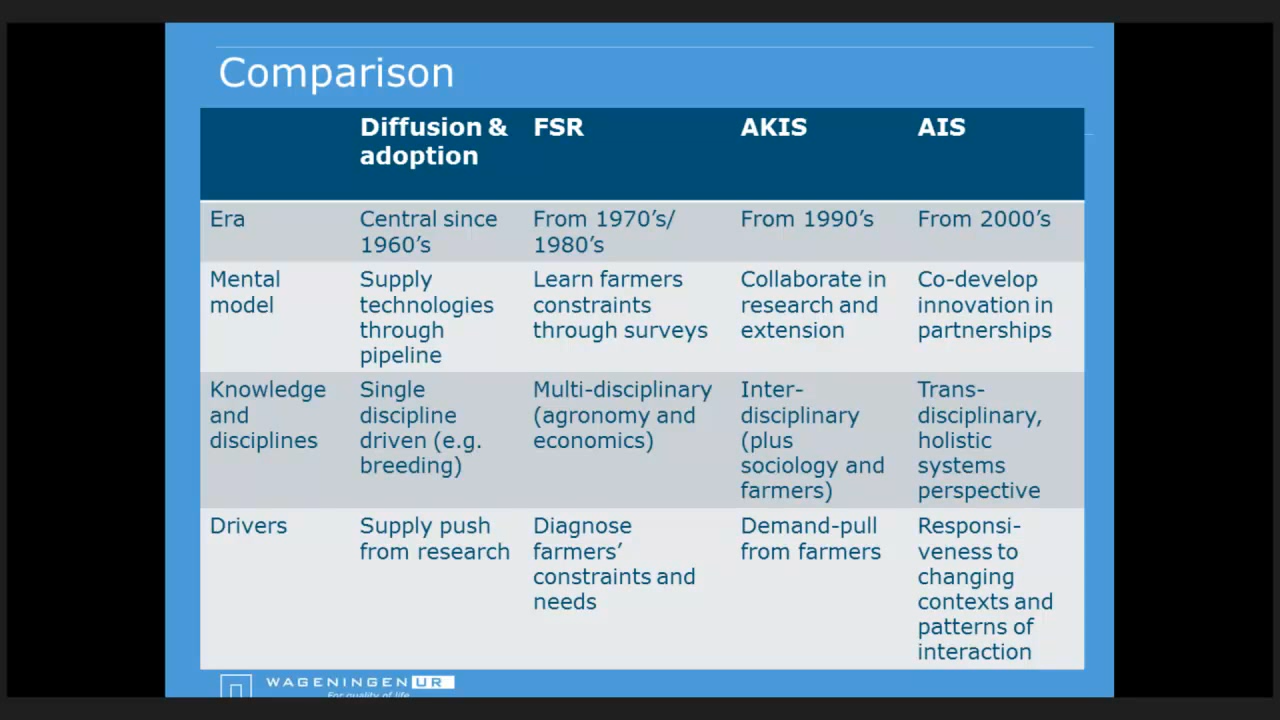 Comparison
Diffusion & adoption FSR AKIS AIS
Era Central since 1960’s From 1970’s/ 1980’s From 1990’s From 2000’s
Mental model Supply technologies through pipeline Learn farmers constraints through surveys Collaborate in research and extension Co-develop innovation in partnerships
Knowledge and disciplines Single discipline driven (e.g. breeding) Multi-disciplinary (agronomy and economics) Inter-disciplinary (plus sociology and farmers) Trans-disciplinary, holistic systems perspective
Drivers Supply push from research Diagnose farmers’ constraints and needs Demand-pull from farmers Responsi-veness to changing contexts and patterns of interaction
WAGENINGEN UR
For quality of life